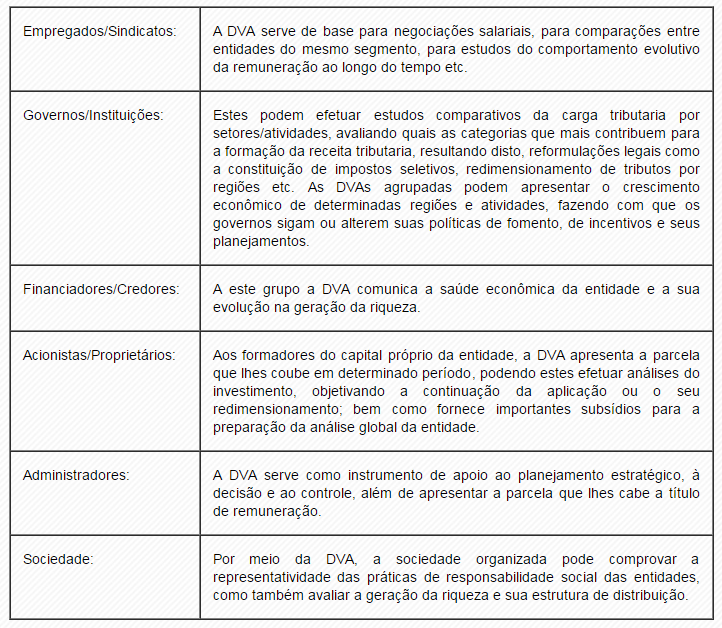 Empregados/Sindicatos:
A DVA serve de base para negociações salariais, para comparações entre
entidades do mesmo segmento, para estudos do comportamento evolutivo
da remuneração ao longo do tempo etc.
Governos/Instituições:
Estes podem efetuar estudos comparativos da carga tributaria por
setores/atividades, avaliando quais as categorias que mais contribuem para
a formação da receita tributaria, resultando disto, reformulações legais como
a constituição de impostos seletivos, redimensionamento de tributos por
regiões etc. As DVAs agrupadas podem apresentar o crescimento
econômico de determinadas regiões e atividades, fazendo com que os
governos sigam ou alterem suas políticas de fomento, de incentivos e seus
planejamentos.
Financiadores/Credores:
A este grupo a DVA comunica a saúde econômica da entidade e a sua
evolução na geração da riqueza.
Acionistas/Proprietários:
Aos formadores do capital próprio da entidade, a DVA apresenta a parcela
que lhes coube em determinado período, podendo estes efetuar análises do
investimento, objetivando a continuação da aplicação ou o seu
redimensionamento; bem como fornece importantes subsídios para a
preparação da análise global da entidade.
Administradores:
A DVA serve como instrumento de apoio ao planejamento estratégico, à
decisão e ao controle, além de apresentar a parcela que lhes cabe a título
de remuneração.
Sociedade:
Por meio da DVA, a sociedade organizada pode comprovar a
representatividade das práticas de responsabilidade social das entidades,
como também avaliar a geração da riqueza e sua estrutura de distribuição.